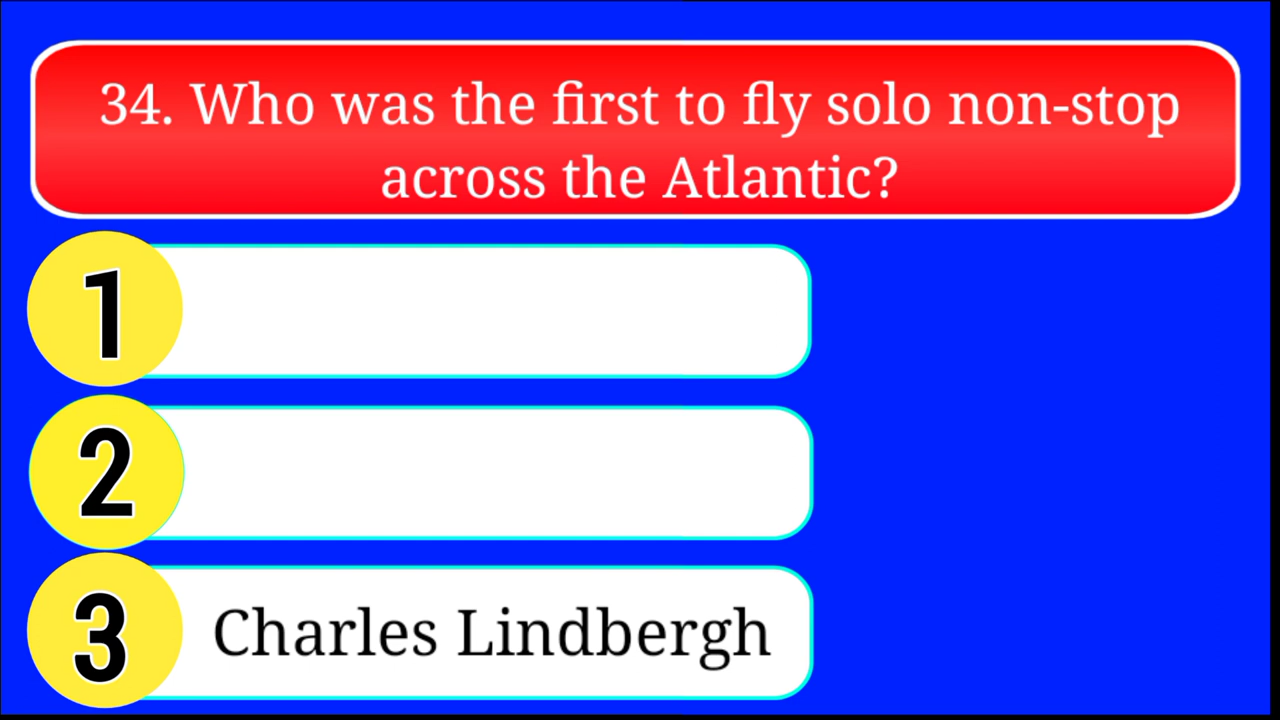 34. Who was the first to fly solo non-stop
across the Atlantic?
1
2
3 Charles Lindbergh